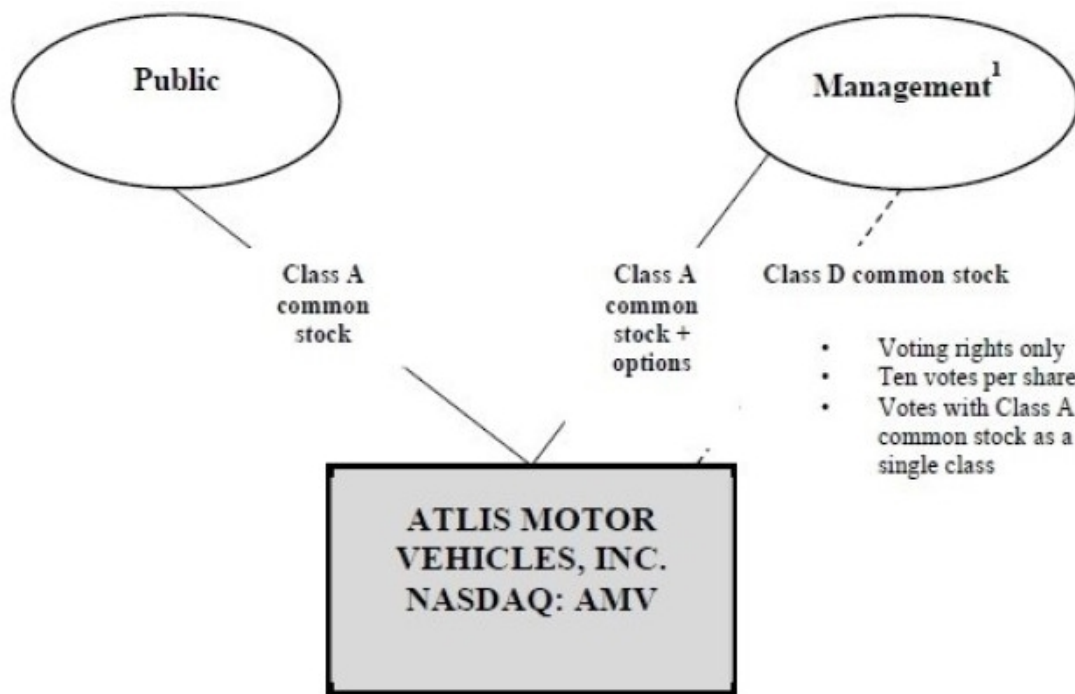 Public
Management¹
Class A
common
stock
Class A
common
stock +
options
Class D common stock
• Voting rights only
• Ten votes per share
• Votes with Class A
common stock as a
single class
ATLIS MOTOR
VEHICLES, INC.
NASDAQ: AMV